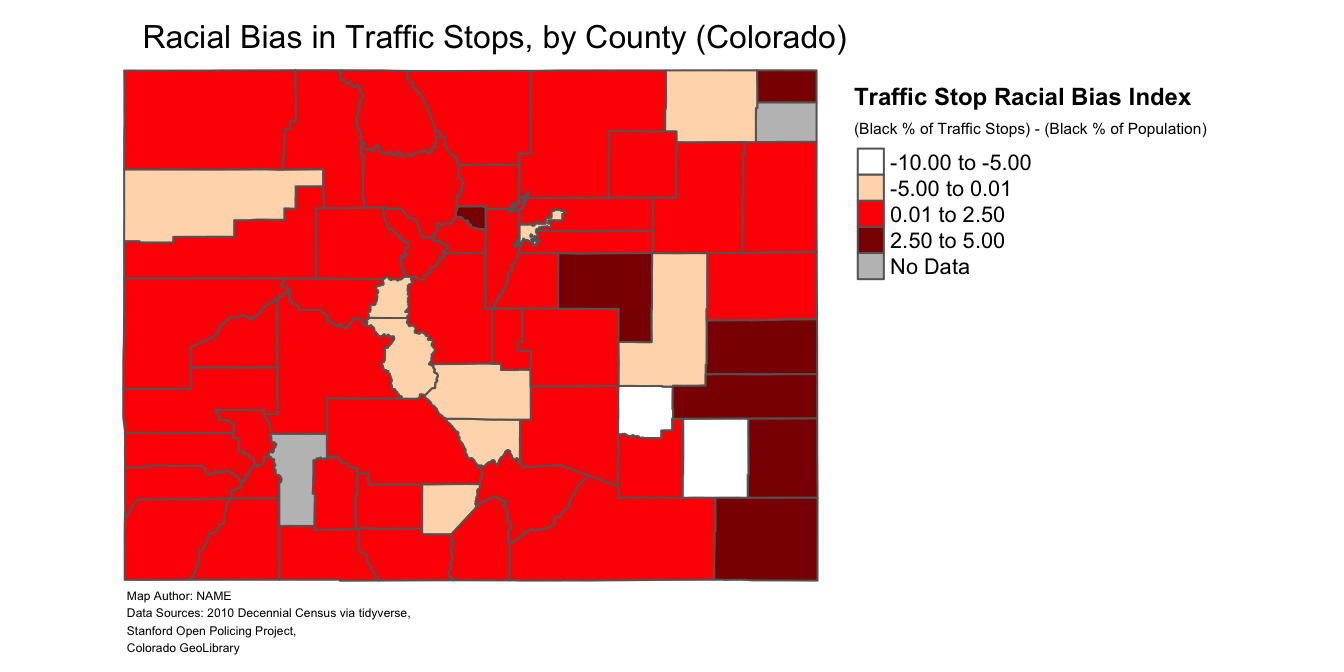 Racial Bias in Traffic Stops, by County (Colorado)
Traffic Stop Racial Bias Index
(Black % of Traffic Stops) - (Black % of Population)
-10.00 to -5.00
-5.00 to 0.01
0.01 to 2.50
2.50 to 5.00
No Data
Map Author: NAME
Data Sources: 2010 Decennial Census via tidyverse,
Stanford Open Policing Project,
Colorado GeoLibrary